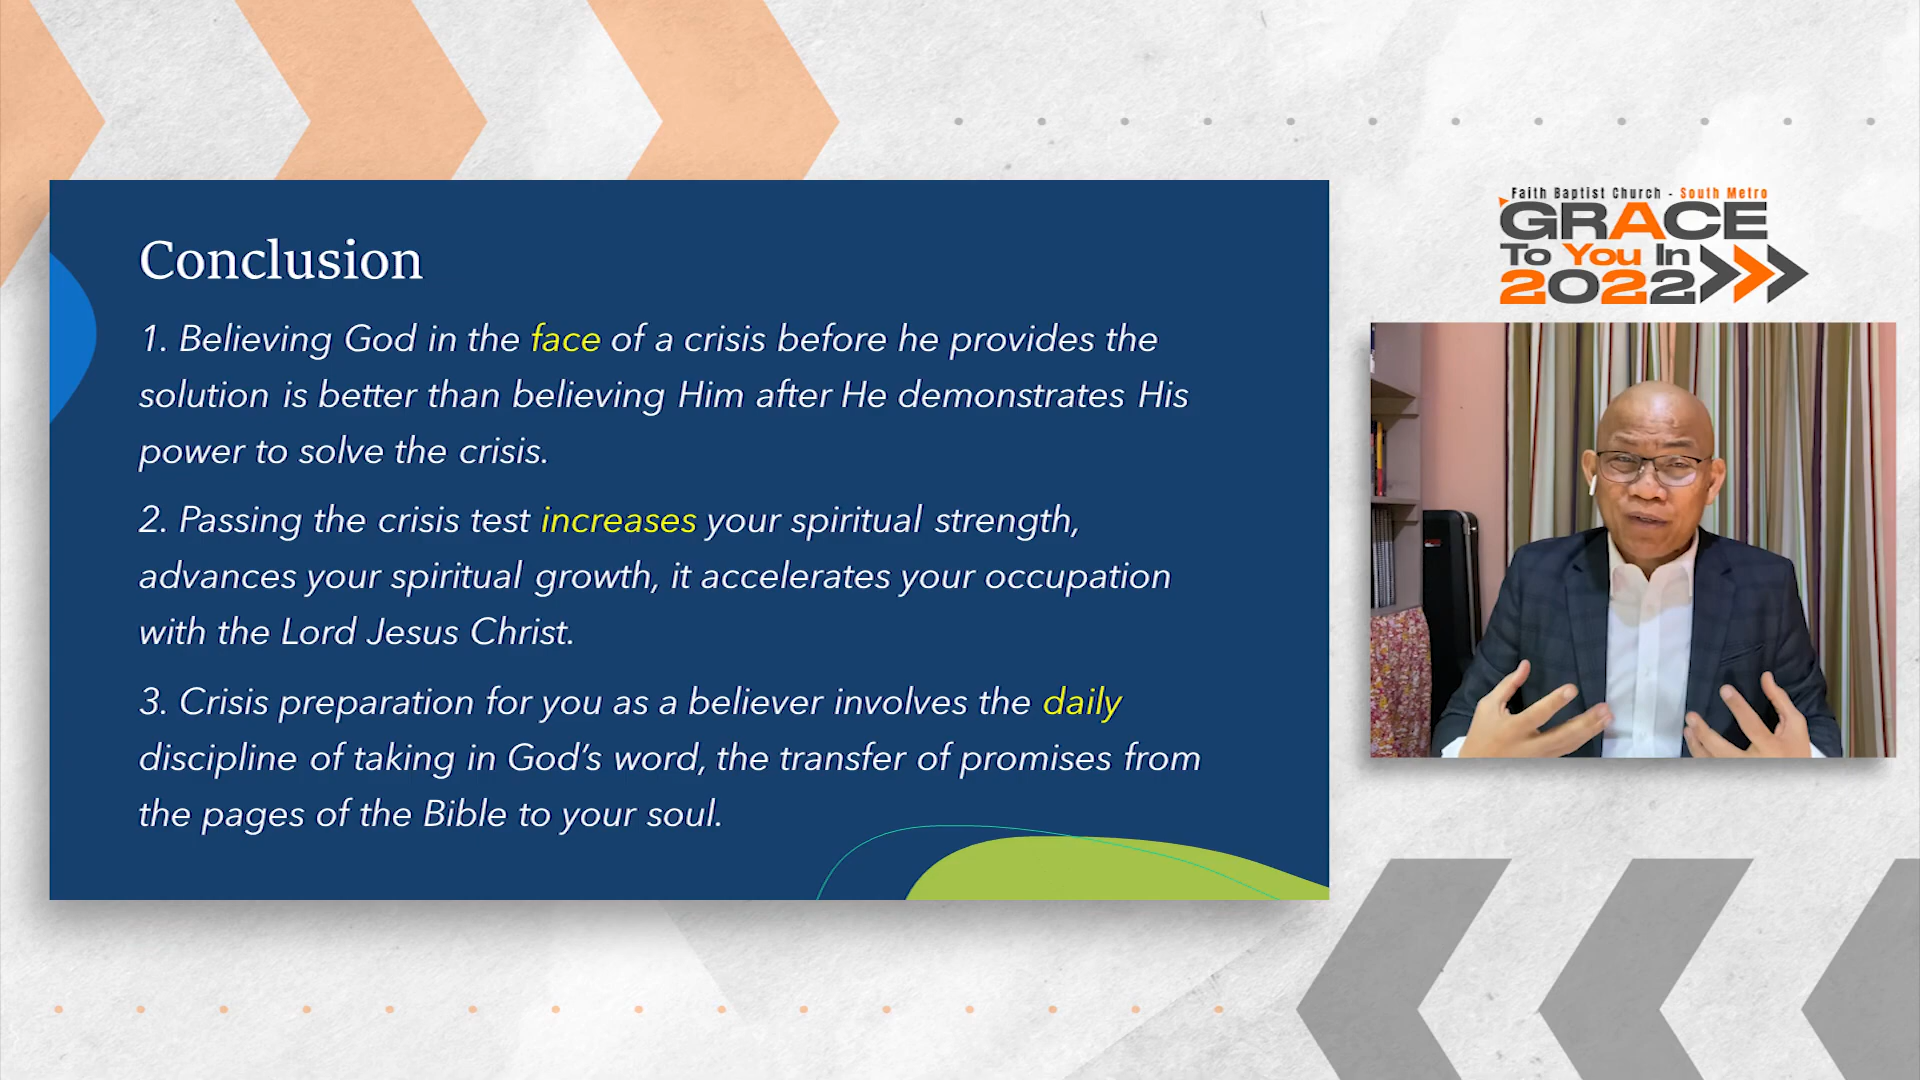 Conclusion
1. Believing God in the face of a crisis before he provides the
solution is better than believing Him after He demonstrates His
power to solve the crisis.
2. Passing the crisis test increases your spiritual strength,
advances your spiritual growth, it accelerates your occupation
with the Lord Jesus Christ.
3. Crisis preparation for you as a believer involves the daily
discipline of taking in God's word, the transfer of promises from
the pages of the Bible to your soul.
Faith Baptist Church - South Metro
GRACE
To You In
2022